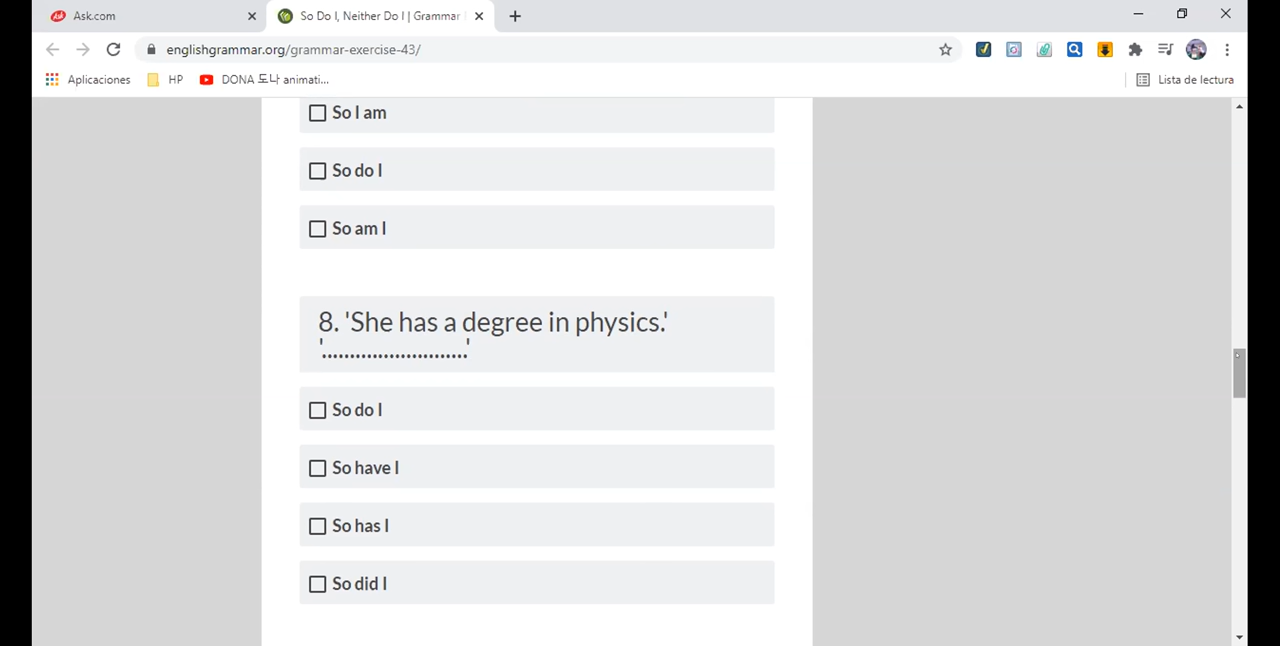 Ask.com
So Do I, Neither Do I | Grammar
englishgrammar.org/grammar-exercise-43/
Aplicaciones
HP
DONA 도나 animati...
Lista de lectura
So I am
So do I
So am I
8. 'She has a degree in physics.'
'..........................'
So do I
So have I
So has I
So did I